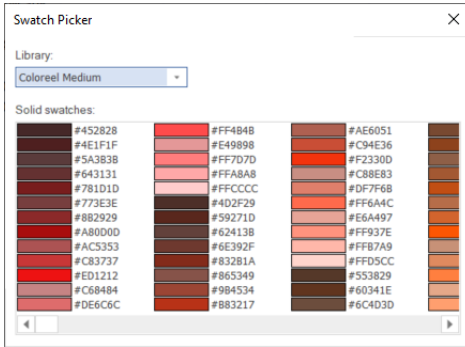 Swatch Picker
Library:
Coloreel Medium
Solid swatches:
#452828 #FF4B4B #AE6051
#4E1F1F #E49898 #C94E36
#5A3B3B #FF7D7D #F2330D
#643131 #FFA8A8 #C88E83
#781D1D #FFCCCC #DF7F6B
#773E3E #4D2F29 #FF6A4C
#8B2929 #59271D #E6A497
#A80D0D #62413B #FF937E
#AC5353 #6E392F #FFB7A9
#C83737 #832B1A #FFD5CC
#ED1212 #865349 #553829
#C68484 #9B4534 #60341E
#DE6C6C #B83217 #6C4D3D